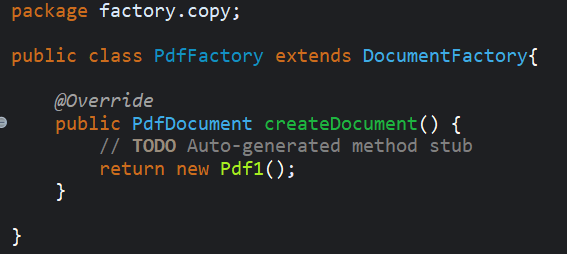 package factory.copy;
public class PdfFactory extends DocumentFactory{
@Override
public PdfDocument createDocument() {
// TODO Auto-generated method stub
return new Pdf1();
}
}